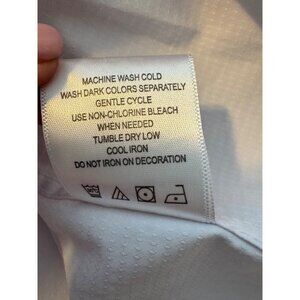 MACHINE WASH COLD
WASH DARK COLORS SEPARATELY
GENTLE CYCLE
USE NON-CHLORINE BLEACH
WHEN NEEDED
TUMBLE DRY LOW
COOL IRON
DO NOT IRON ON DECORATION